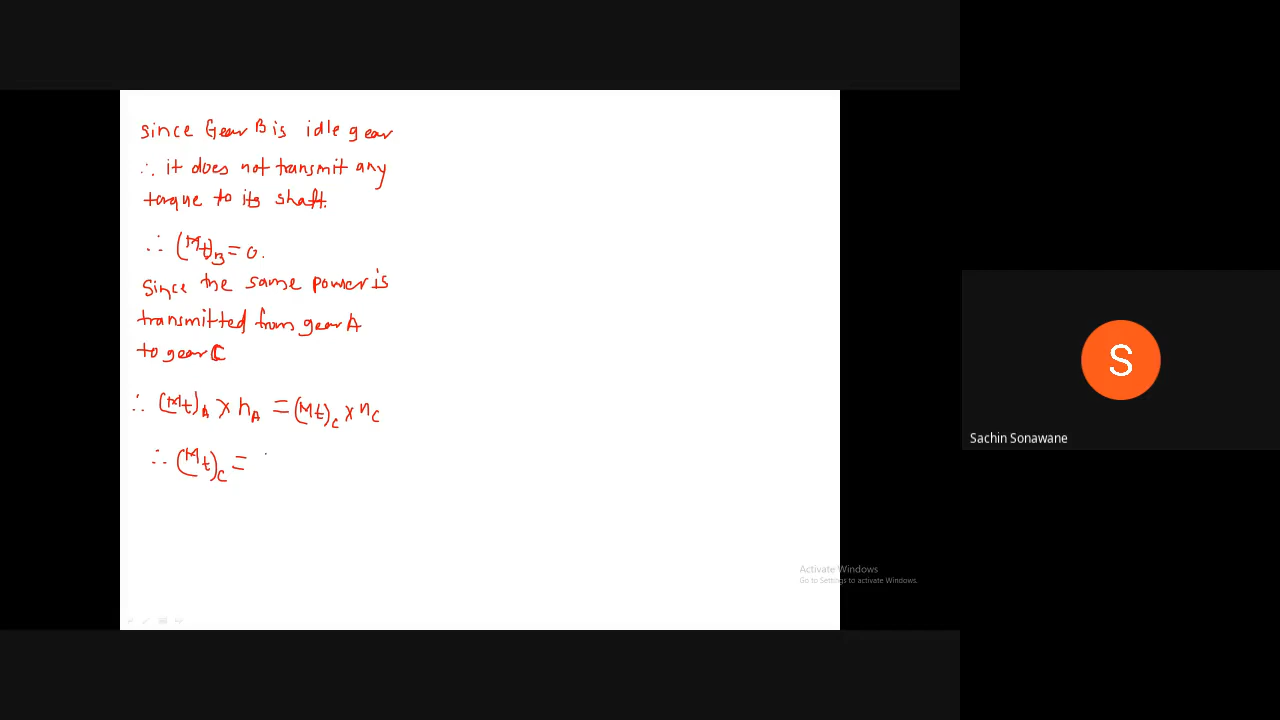 since Gear B is idle gear
∴ it does not transmit any
torque to its shaft.
∴ (Mt)B = 0.
Since the same power is
transmitted from gear A
to gear C
∴ (Mt)A × nA = (Mt)C × nC
∴ (Mt)C =
S
Sachin Sonawane
Activate Windows
Go to Settings to activate Windows.